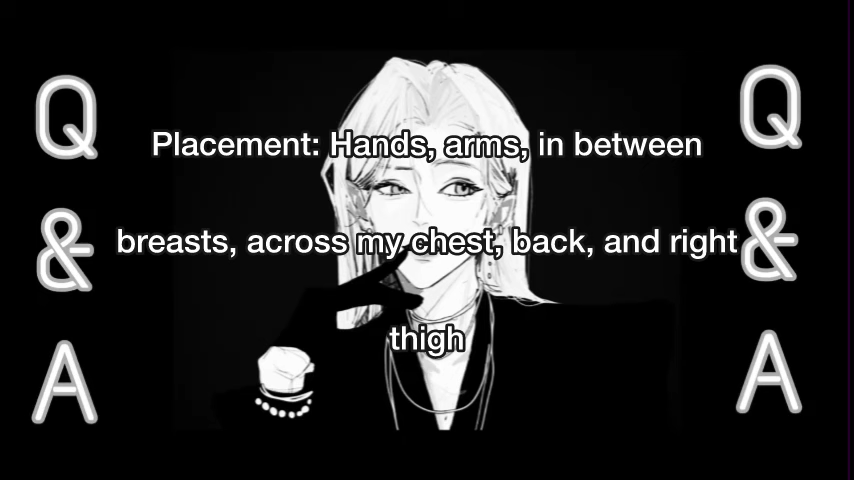 Q & A
Placement: Hands, arms, in between
breasts, across my chest, back, and right
thigh
Q & A